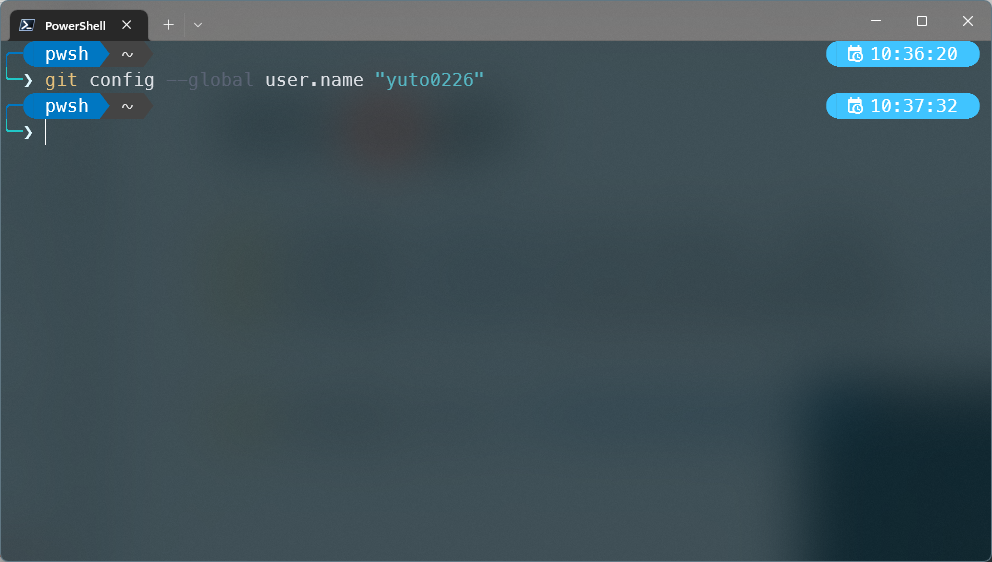 PowerShell
pwsh ~ 10:36:20
❯ git config --global user.name "yuto0226"
pwsh ~ 10:37:32
❯